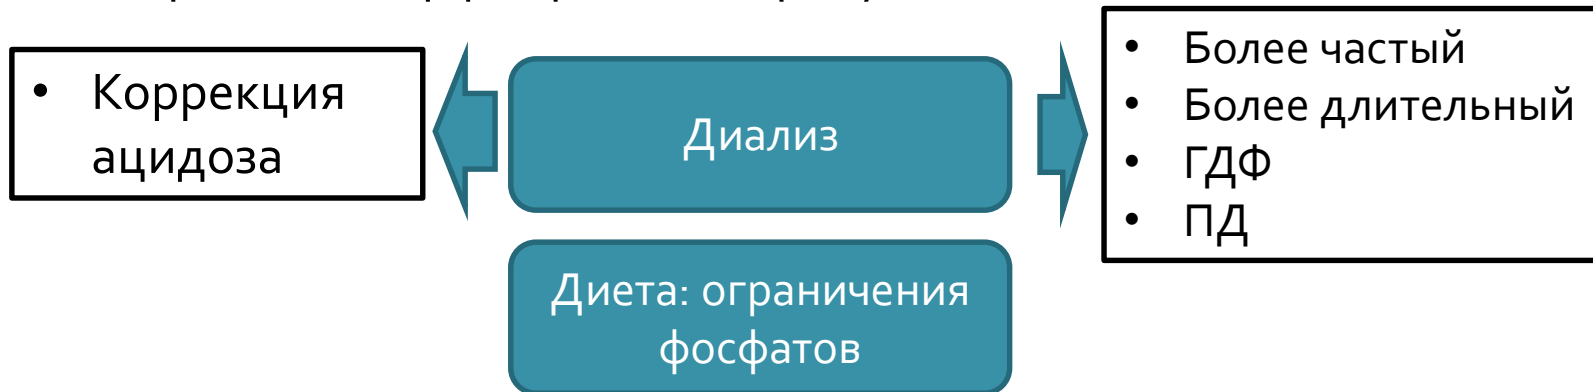 • Коррекция
ацидоза
Диализ
• Более частый
• Более длительный
• ГДФ
• ПД
Диета: ограничения
фосфатов